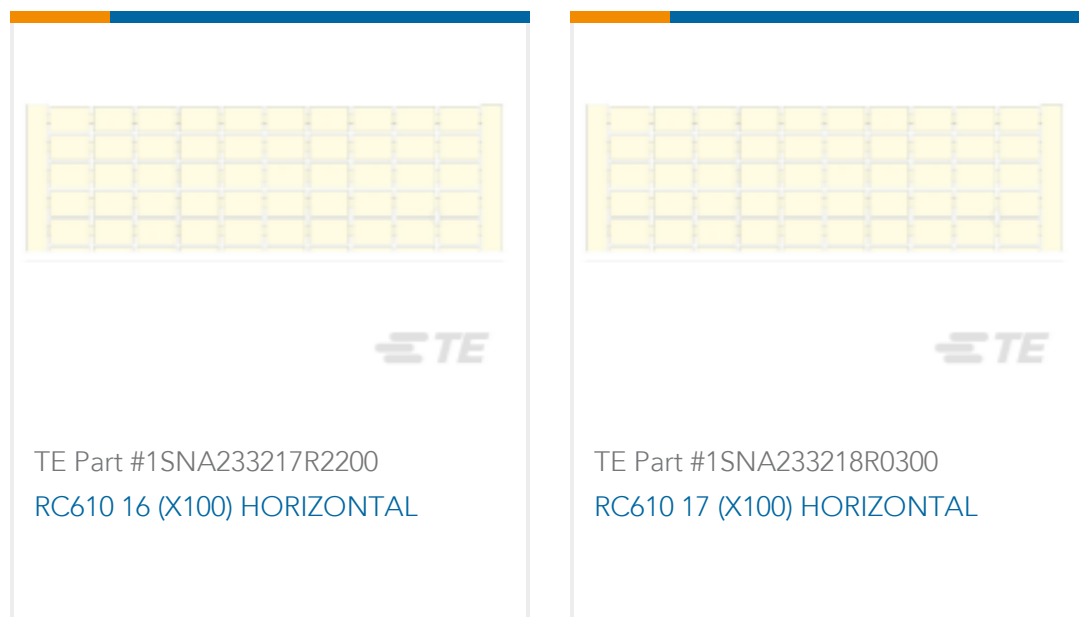 TE
TE
TE Part #1SNA233217R2200
RC610 16 (X100) HORIZONTAL
TE Part #1SNA233218R0300
RC610 17 (X100) HORIZONTAL